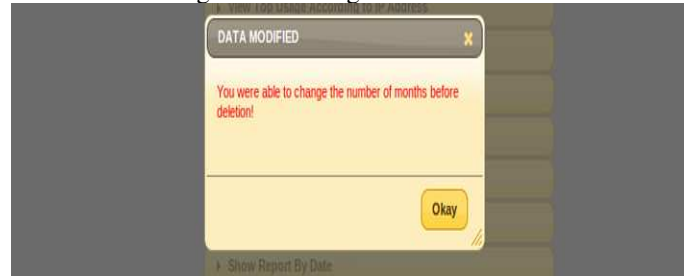 View Top Usage According to IP Address
DATA MODIFIED
You were able to change the number of months before
deletion!
Okay
Show Report By Date